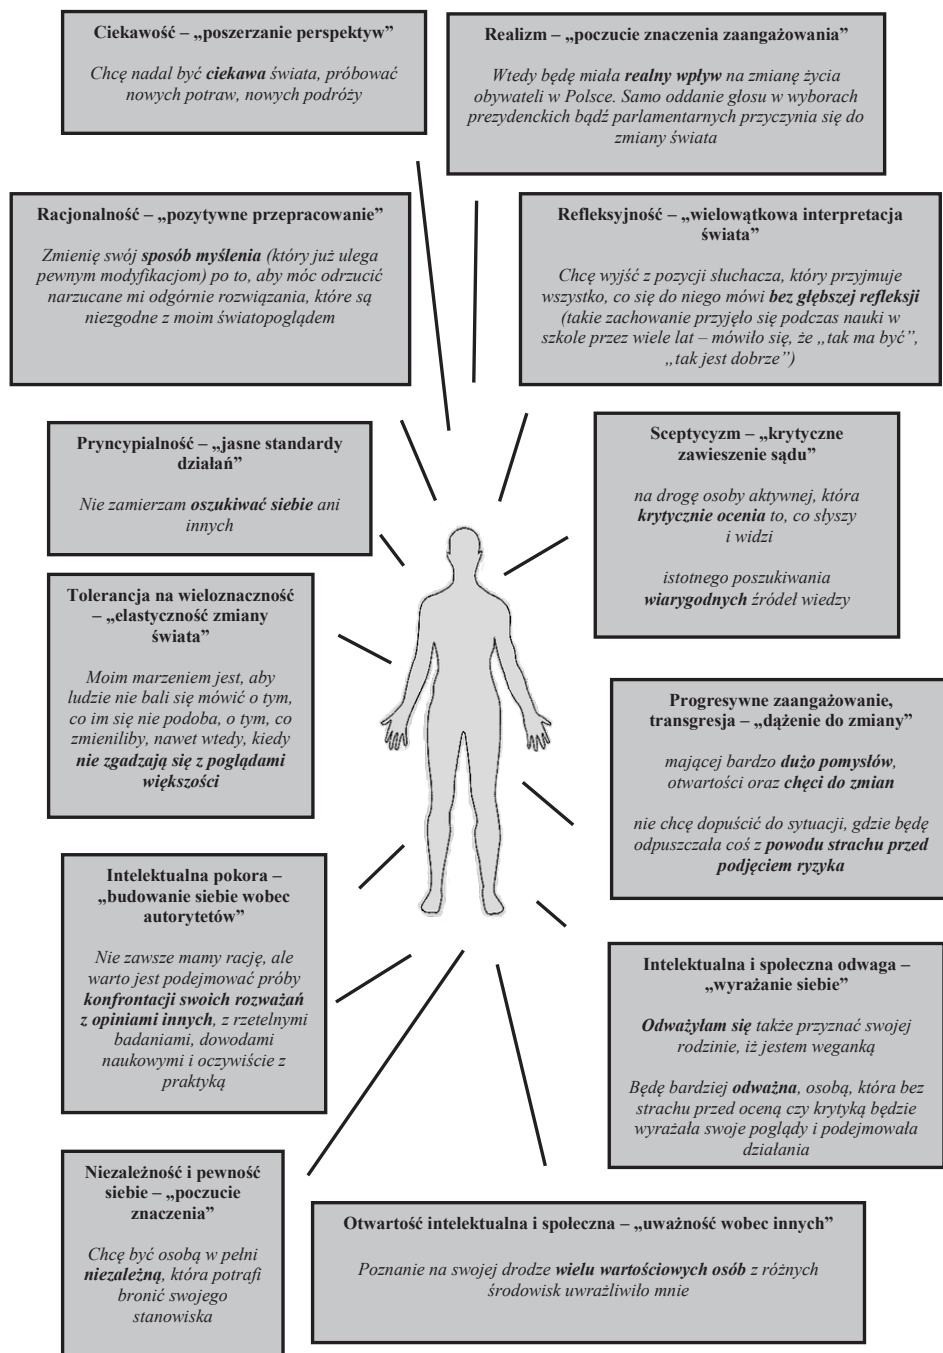 Ciekawość – „poszerzanie perspektyw”
Chcę nadal być ciekawa świata, próbować
nowych potraw, nowych podróży
Realizm – „poczucie znaczenia zaangażowania”
Wtedy będę miała realny wpływ na zmianę życia
obywateli w Polsce. Samo oddanie głosu w wyborach
prezydenckich bądź parlamentarnych przyczynia się do
zmiany świata
Racjonalność – „pozytywne przepracowanie”
Zmienię swój sposób myślenia (który już ulega
pewnym modyfikacjom) po to, aby móc odrzucić
narzucane mi odgórnie rozwiązania, które są
niezgodne z moim światopoglądem
Refleksyjność – „wielowątkowa interpretacja
świata”
Chcę wyjść z pozycji słuchacza, który przyjmuje
wszystko, co się do niego mówi bez głębszej refleksji
(takie zachowanie przyjęło się podczas nauki w
szkole przez wiele lat – mówiło się, że „tak ma być”,
„tak jest dobrze”)
Pryncypialność – „jasne standardy
działań”
Nie zamierzam oszukiwać siebie ani
innych
Sceptycyzm – „krytyczne
zawieszenie sądu”
na drogę osoby aktywnej, która
krytycznie ocenia to, co słyszy
i widzi
istotnego poszukiwania
wiarygodnych źródeł wiedzy
Tolerancja na wieloznaczność
– „elastyczność zmiany
świata”
Moim marzeniem jest, aby
ludzie nie bali się mówić o tym,
co im się nie podoba, o tym, co
zmieniliby, nawet wtedy, kiedy
nie zgadzają się z poglądami
większości
Progresywne zaangażowanie,
transgresja – „dążenie do zmiany”
mającej bardzo dużo pomysłów,
otwartości oraz chęci do zmian
nie chcę dopuścić do sytuacji, gdzie będę
odpuszczała coś z powodu strachu przed
podjęciem ryzyka
Intelektualna pokora –
„budowanie siebie wobec
autorytetów”
Nie zawsze mamy rację, ale
warto jest podejmować próby
konfrontacji swoich rozważań
z opiniami innych, z rzetelnymi
badaniami, dowodami
naukowymi i oczywiście z
praktyką
Intelektualna i społeczna odwaga –
„wyrażanie siebie”
Odważyłam się także przyznać swojej
rodzinie, iż jestem weganką
Będę bardziej odważna, osobą, która bez
strachu przed oceną czy krytyką będzie
wyrażała swoje poglądy i podejmowała
działania
Niezależność i pewność
siebie – „poczucie
znaczenia”
Chcę być osobą w pełni
niezależną, która potrafi
bronić swojego
stanowiska
Otwartość intelektualna i społeczna – „uważność wobec innych”
Poznanie na swojej drodze wielu wartościowych osób z różnych
środowisk uwrażliwiło mnie